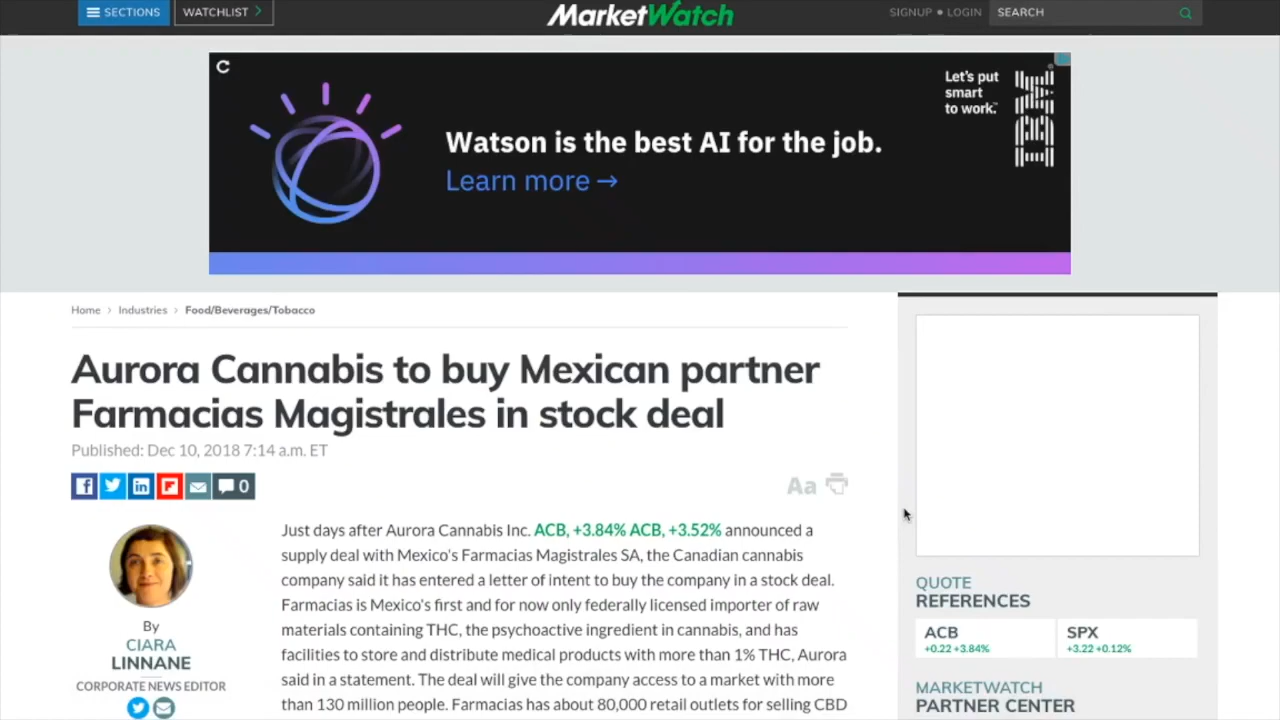 SECTIONS
WATCHLIST
MarketWatch
SIGNUP • LOGIN
SEARCH
Let's put
smart
to work.™
IBM
®
Watson is the best AI for the job.
Learn more →
Home > Industries > Food/Beverages/Tobacco
Aurora Cannabis to buy Mexican partner
Farmacias Magistrales in stock deal
Published: Dec 10, 2018 7:14 a.m. ET
0
Aa
Just days after Aurora Cannabis Inc. ACB, +3.84% ACB, +3.52% announced a
supply deal with Mexico's Farmacias Magistrales SA, the Canadian cannabis
company said it has entered a letter of intent to buy the company in a stock deal.
Farmacias is Mexico's first and for now only federally licensed importer of raw
materials containing THC, the psychoactive ingredient in cannabis, and has
facilities to store and distribute medical products with more than 1% THC, Aurora
said in a statement. The deal will give the company access to a market with more
than 130 million people. Farmacias has about 80,000 retail outlets for selling CBD
By
CIARA
LINNANE
CORPORATE NEWS EDITOR
QUOTE
REFERENCES
ACB
+0.22 +3.84%
SPX
+3.22 +0.12%
MARKETWATCH
PARTNER CENTER